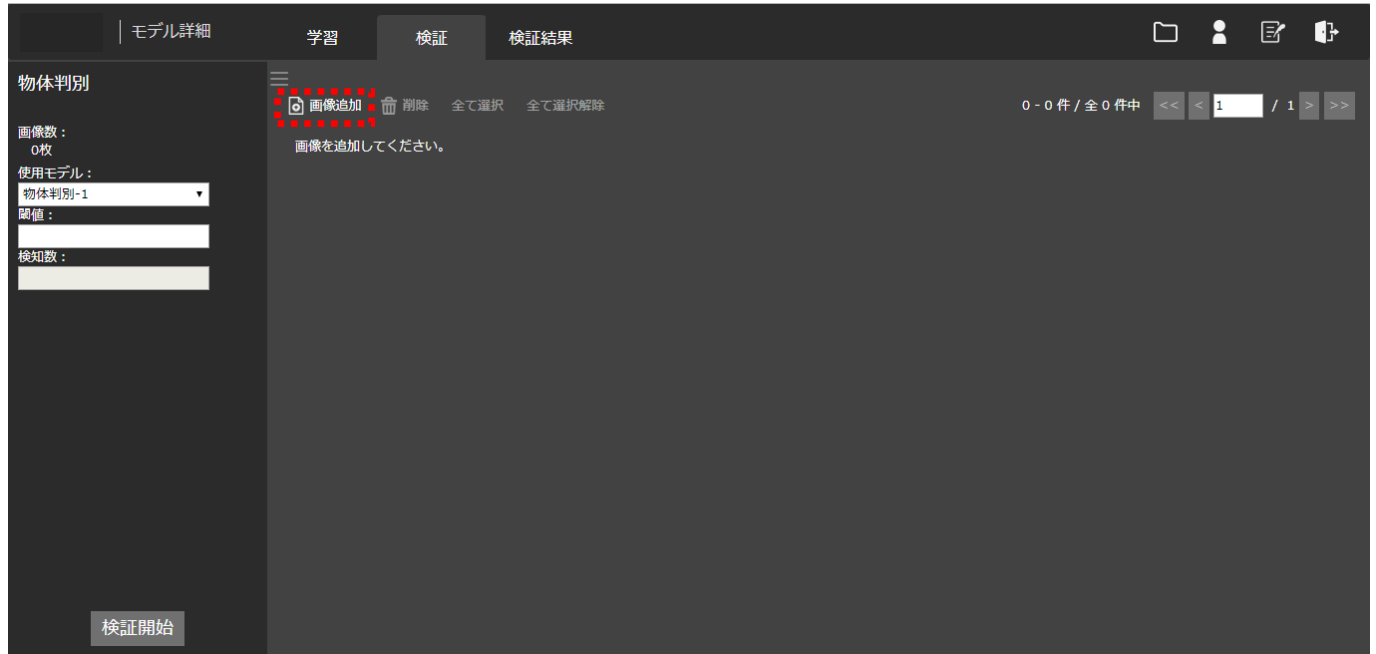 モデル詳細
学習
検証
検証結果
物体判別
画像数：
0枚
使用モデル：
物体判別-1
閾値：
検知数：
検証開始
画像追加 削除 全て選択 全て選択解除
0 - 0 件 / 全 0 件中 << < 1 / 1 > >>
画像を追加してください。